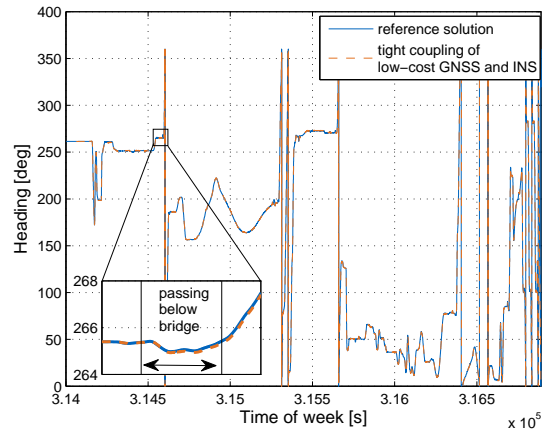 400
350
300
250
200
150
100
50
0
Heading [deg]
reference solution
tight coupling of
low-cost GNSS and INS
268
266
264
passing
below
bridge
3.14
3.145
3.15
3.155
3.16
3.165
Time of week [s]
x 10^5